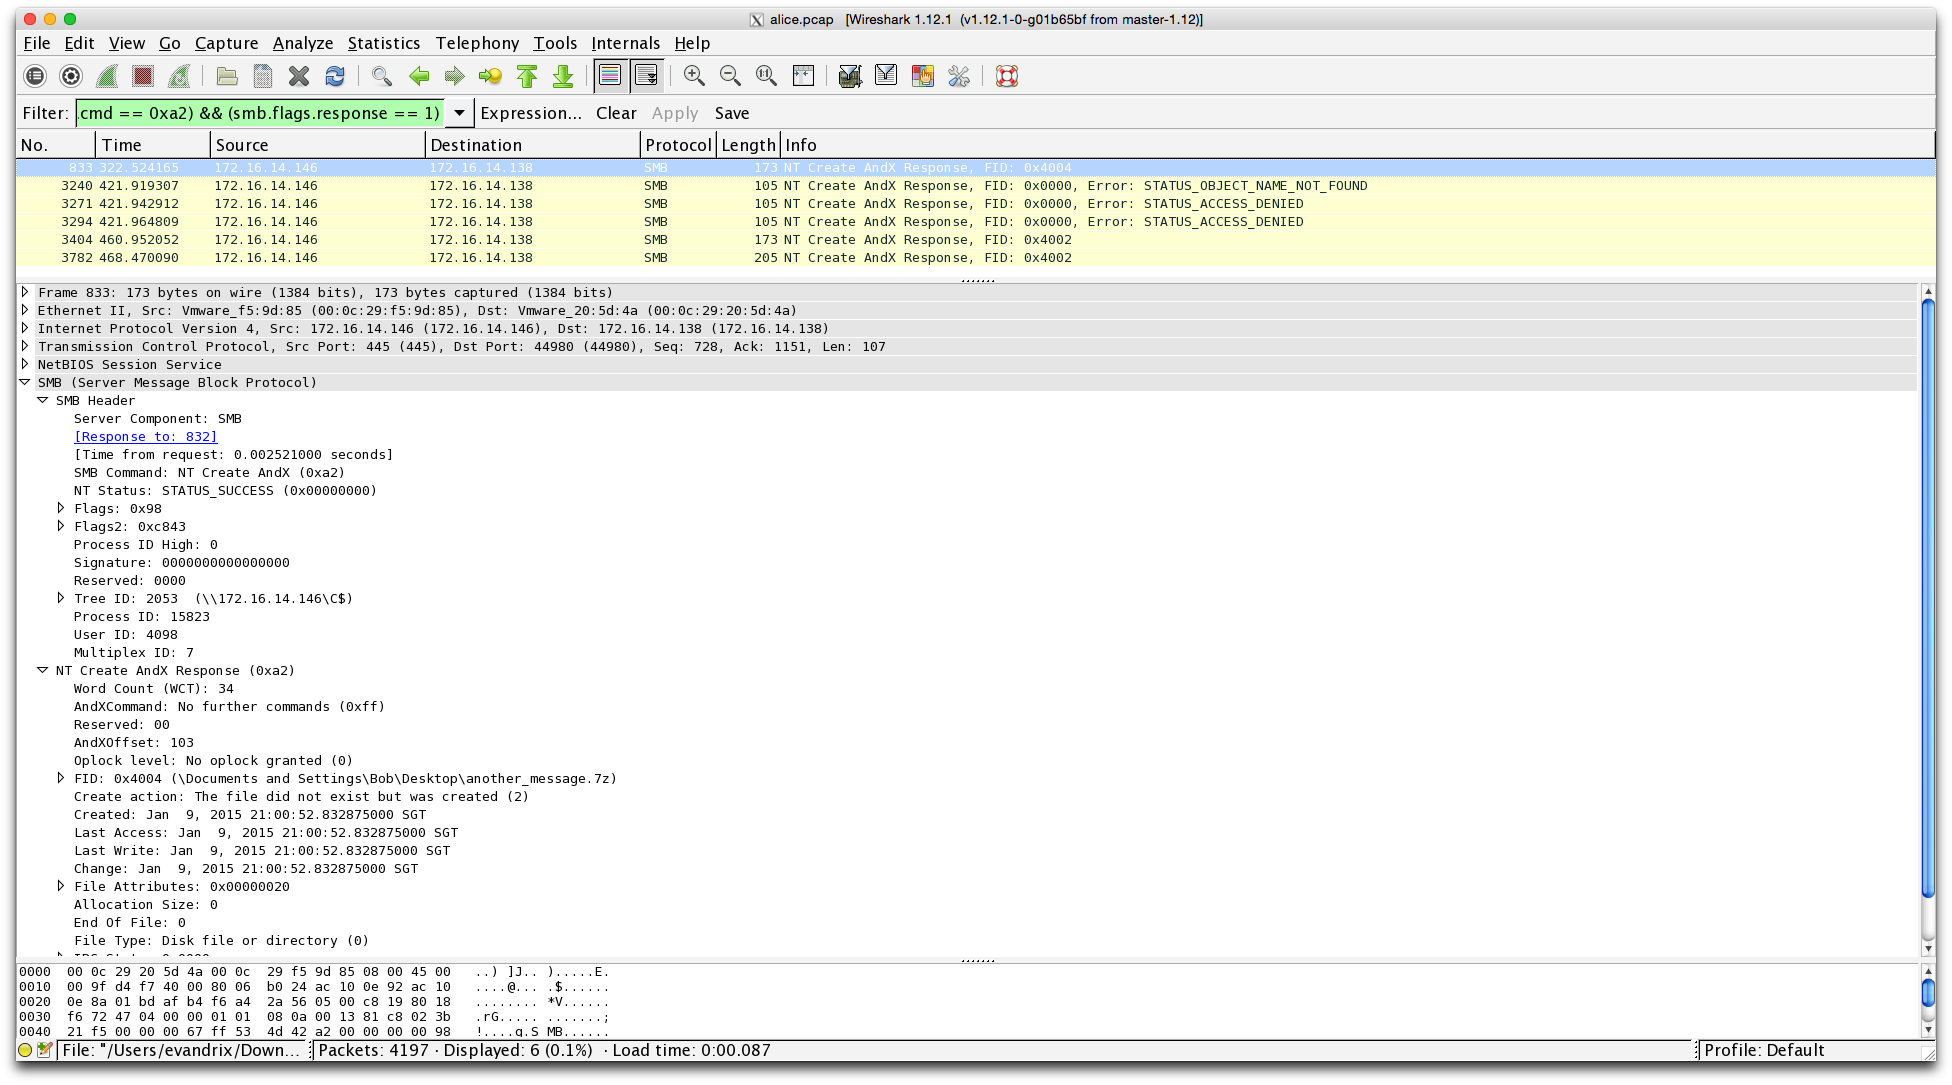 alice.pcap [Wireshark 1.12.1 (v1.12.1-0-g01b65bf from master-1.12)]
File Edit View Go Capture Analyze Statistics Telephony Tools Internals Help
Filter: .cmd == 0xa2) && (smb.flags.response == 1) Expression... Clear Apply Save
No. Time Source Destination Protocol Length Info
833 322.524165 172.16.14.146 172.16.14.138 SMB 173 NT Create AndX Response, FID: 0x4004
3240 421.919307 172.16.14.146 172.16.14.138 SMB 105 NT Create AndX Response, FID: 0x0000, Error: STATUS_OBJECT_NAME_NOT_FOUND
3271 421.942912 172.16.14.146 172.16.14.138 SMB 105 NT Create AndX Response, FID: 0x0000, Error: STATUS_ACCESS_DENIED
3294 421.964809 172.16.14.146 172.16.14.138 SMB 105 NT Create AndX Response, FID: 0x0000, Error: STATUS_ACCESS_DENIED
3404 460.952052 172.16.14.146 172.16.14.138 SMB 173 NT Create AndX Response, FID: 0x4002
3782 468.470090 172.16.14.146 172.16.14.138 SMB 205 NT Create AndX Response, FID: 0x4002
Frame 833: 173 bytes on wire (1384 bits), 173 bytes captured (1384 bits)
Ethernet II, Src: Vmware_f5:9d:85 (00:0c:29:f5:9d:85), Dst: Vmware_20:5d:4a (00:0c:29:20:5d:4a)
Internet Protocol Version 4, Src: 172.16.14.146 (172.16.14.146), Dst: 172.16.14.138 (172.16.14.138)
Transmission Control Protocol, Src Port: 445 (445), Dst Port: 44980 (44980), Seq: 728, Ack: 1151, Len: 107
NetBIOS Session Service
SMB (Server Message Block Protocol)
SMB Header
Server Component: SMB
[Response to: 832]
[Time from request: 0.002521000 seconds]
SMB Command: NT Create AndX (0xa2)
NT Status: STATUS_SUCCESS (0x00000000)
Flags: 0x98
Flags2: 0xc843
Process ID High: 0
Signature: 0000000000000000
Reserved: 0000
Tree ID: 2053 (\\172.16.14.146\C$)
Process ID: 15823
User ID: 4098
Multiplex ID: 7
NT Create AndX Response (0xa2)
Word Count (WCT): 34
AndXCommand: No further commands (0xff)
Reserved: 00
AndXOffset: 103
Oplock level: No oplock granted (0)
FID: 0x4004 (\Documents and Settings\Bob\Desktop\another_message.7z)
Create action: The file did not exist but was created (2)
Created: Jan 9, 2015 21:00:52.832875000 SGT
Last Access: Jan 9, 2015 21:00:52.832875000 SGT
Last Write: Jan 9, 2015 21:00:52.832875000 SGT
Change: Jan 9, 2015 21:00:52.832875000 SGT
File Attributes: 0x00000020
Allocation Size: 0
End Of File: 0
File Type: Disk file or directory (0)
0000 00 0c 29 20 5d 4a 00 0c 29 f5 9d 85 08 00 45 00 ..) ]J.. ).....E.
0010 00 9f d4 f7 40 00 80 06 b0 24 ac 10 0e 92 ac 10 ....@... .$......
0020 0e 8a 01 bd af b4 f6 a4 2a 56 05 00 c8 19 80 18 ........ *V......
0030 f6 72 47 04 00 00 01 01 08 0a 00 13 81 c8 02 3b .rG..... .......;
0040 21 f5 00 00 00 67 ff 53 4d 42 a2 00 00 00 00 98 !....g.S MB......
File: "/Users/evandrix/Down... Packets: 4197 · Displayed: 6 (0.1%) · Load time: 0:00.087 Profile: Default